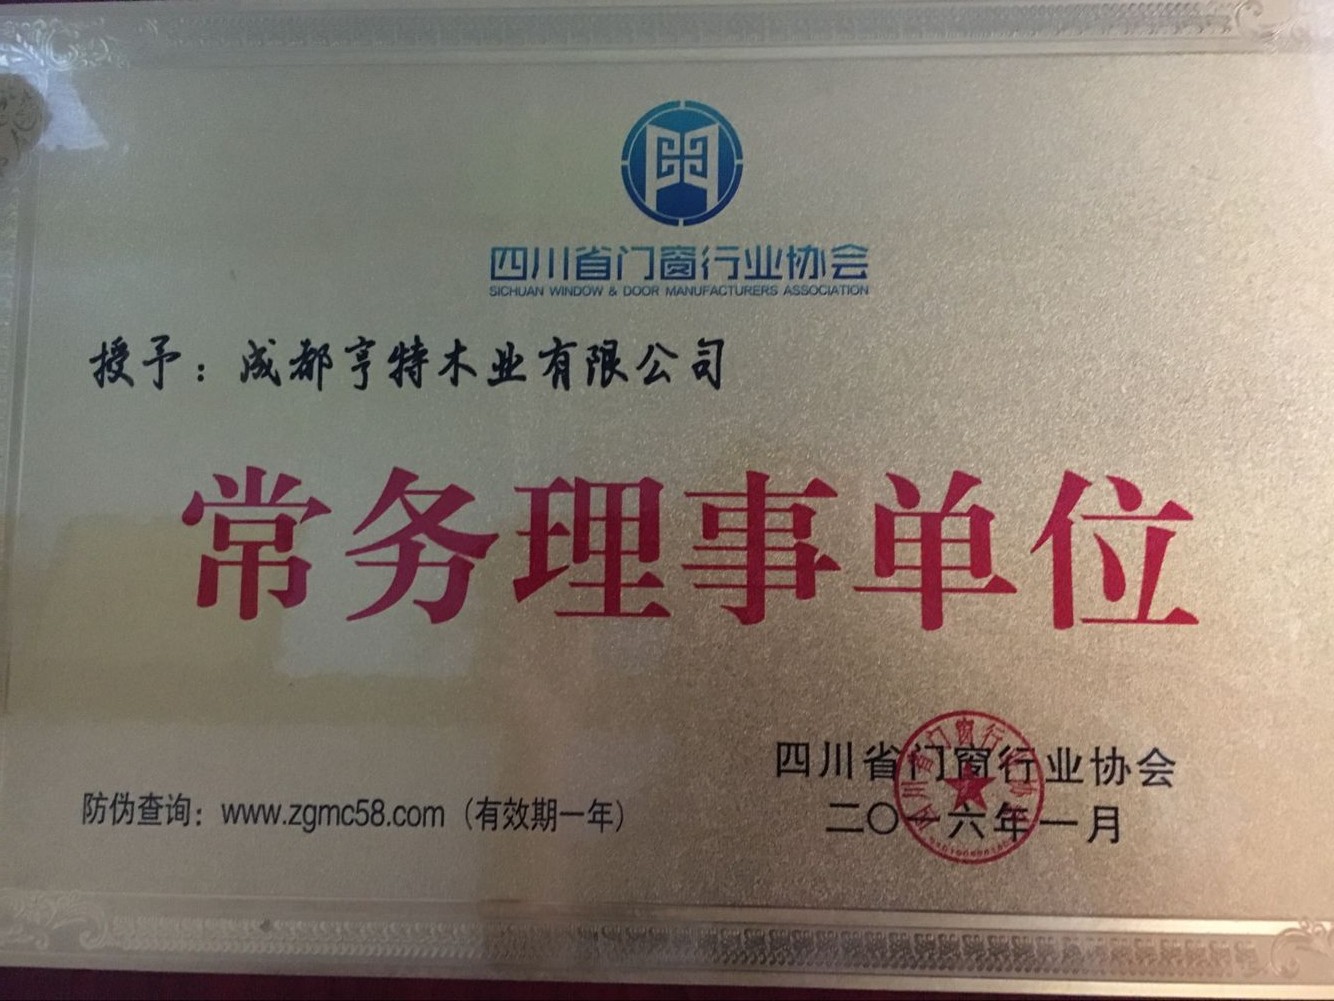 四川省门窗行业协会
SICHUAN WINDOW & DOOR MANUFACTURERS ASSOCIATION
授予：成都亨特木业有限公司
常务理事单位
四川省门窗行业协会
二〇一六年一月
防伪查询：www.zgmc58.com（有效期一年）